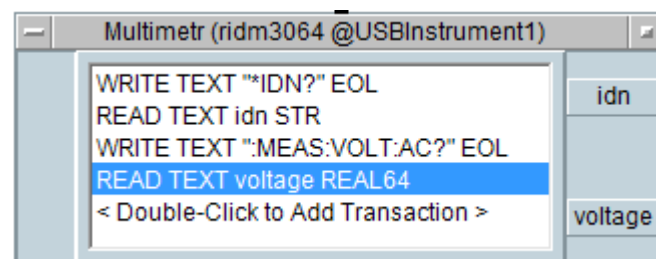 Multimetr (ridm3064 @USBInstrument1)
WRITE TEXT "*IDN?" EOL
READ TEXT idn STR
WRITE TEXT ":MEAS:VOLT:AC?" EOL
READ TEXT voltage REAL64
< Double-Click to Add Transaction >
idn
voltage